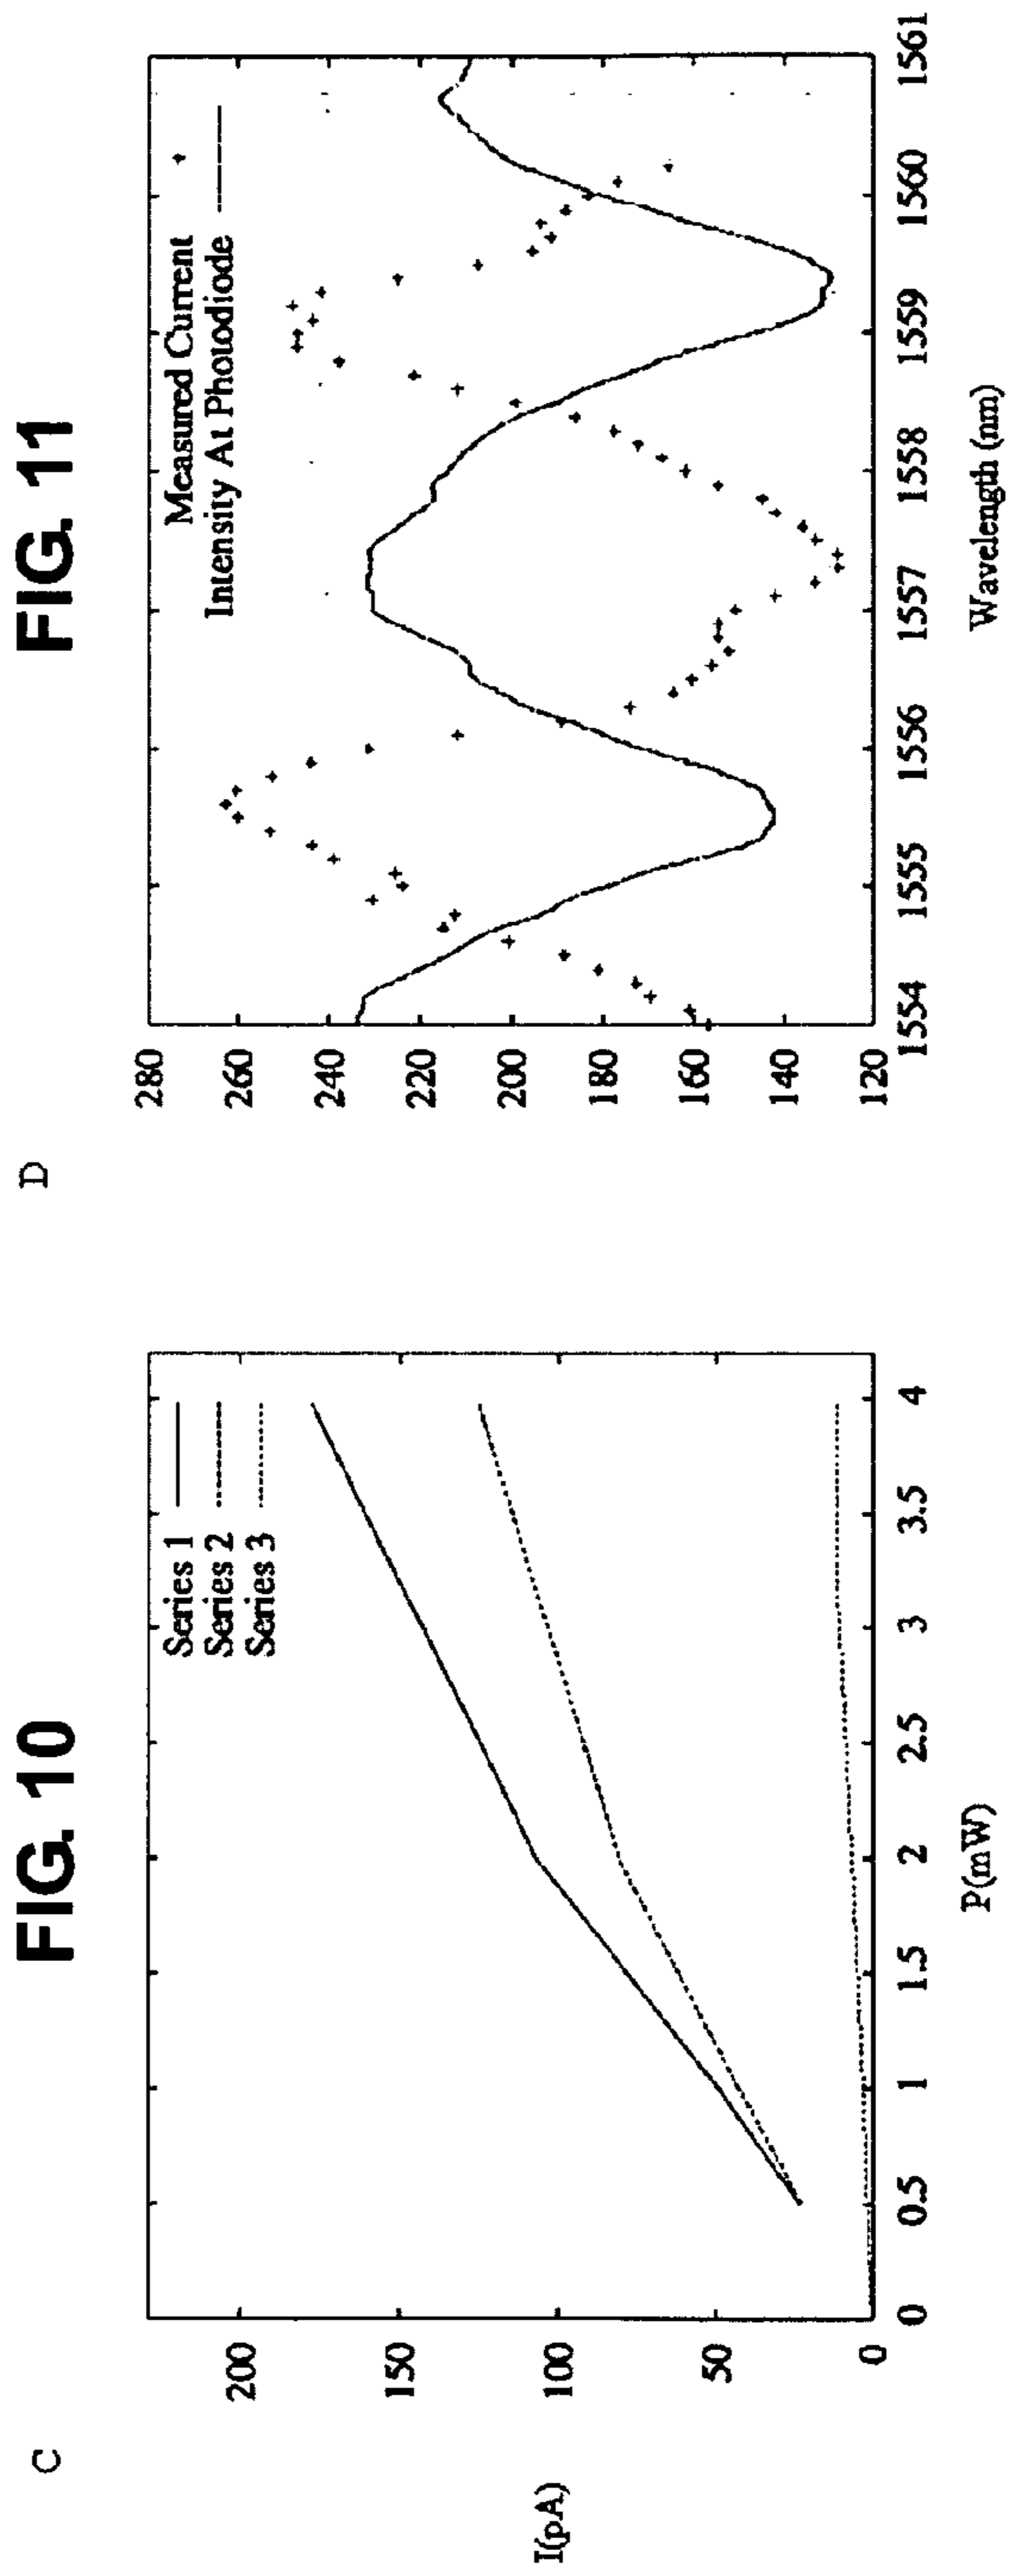 FIG. 10
C
I(pA)
200
150
100
50
0
Series 1
Series 2
Series 3
0 0.5 1 1.5 2 2.5 3 3.5 4
P(mW)
FIG. 11
D
280
260
240
220
200
180
160
140
120
Measured Current
Intensity At Photodiode
1554 1555 1556 1557 1558 1559 1560 1561
Wavelength (nm)